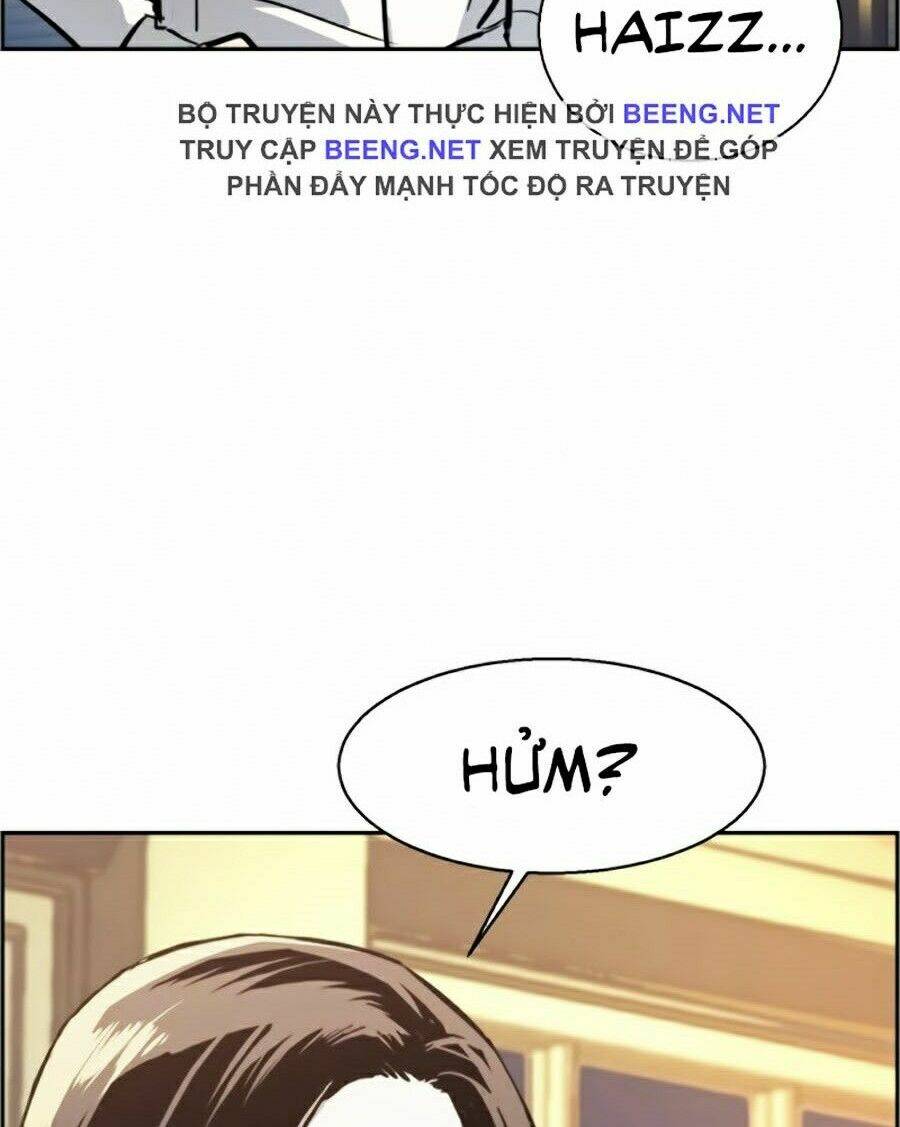 HAIZZ...
BỘ TRUYỆN NÀY THỰC HIỆN BỞI BEENG.NET
TRUY CẬP BEENG.NET XEM TRUYỆN ĐỂ GÓP
PHẦN ĐẨY MẠNH TỐC ĐỘ RA TRUYỆN
HỬM?